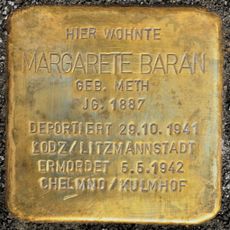 HIER WOHNTE
MARGARETE BARAN
GEB. METH
JG. 1887
DEPORTIERT 29.10.1941
ŁODZ/LITZMANNSTADT
ERMORDET 5.5.1942
CHELMNO/KULMHOF